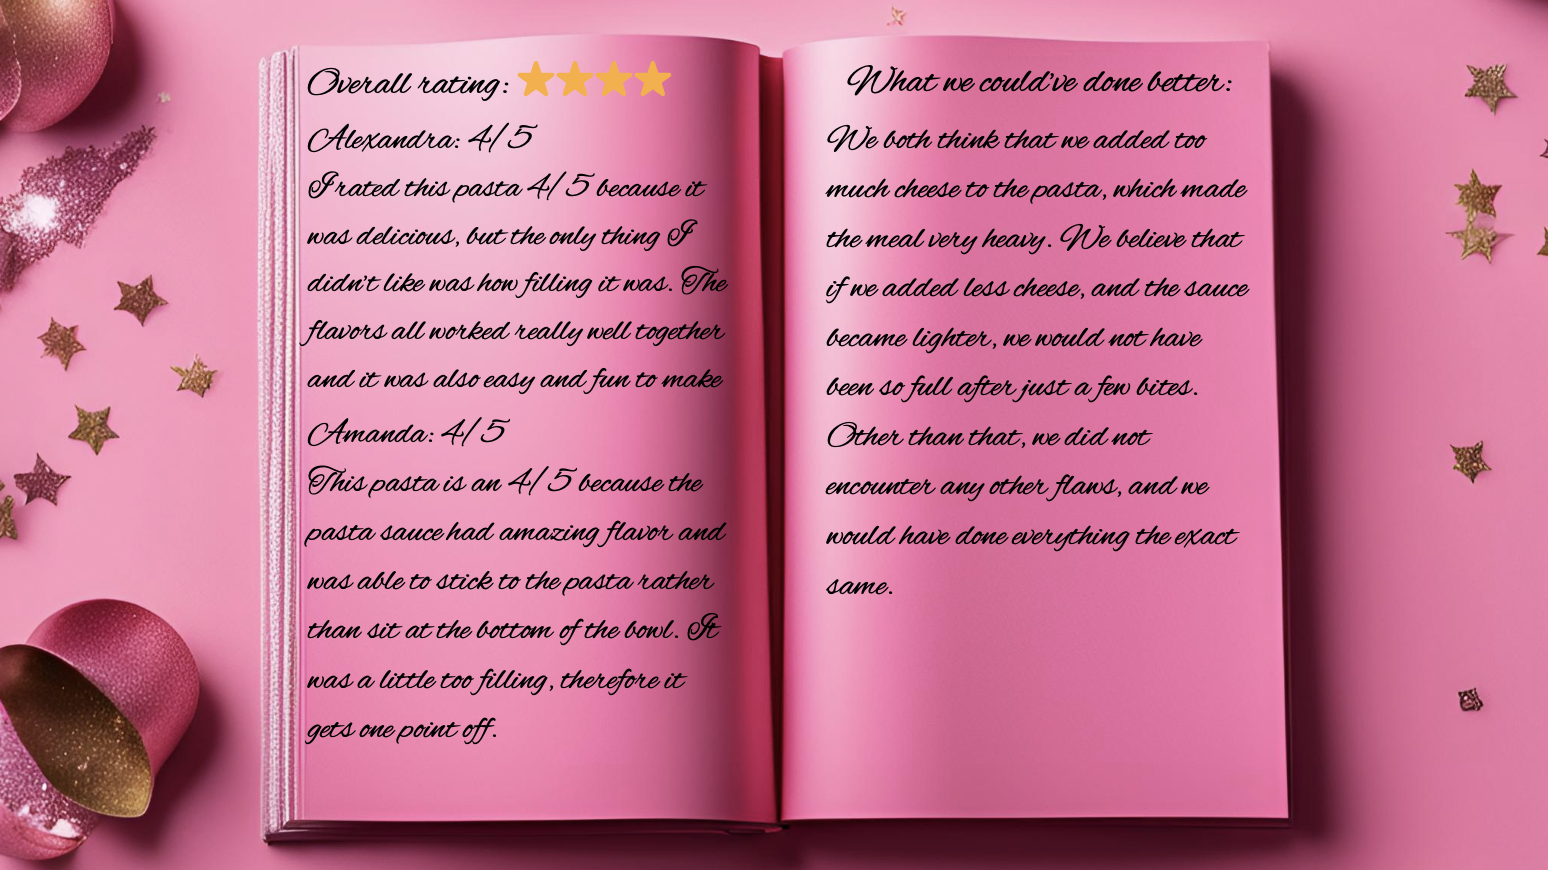 Overall rating: ⭐⭐⭐⭐
Alexandra: 4/5
I rated this pasta 4/5 because it
was delicious, but the only thing I
didn't like was how filling it was. The
flavors all worked really well together
and it was also easy and fun to make
Amanda: 4/5
This pasta is an 4/5 because the
pasta sauce had amazing flavor and
was able to stick to the pasta rather
than sit at the bottom of the bowl. It
was a little too filling, therefore it
gets one point off.
What we could've done better:
We both think that we added too
much cheese to the pasta, which made
the meal very heavy. We believe that
if we added less cheese, and the sauce
became lighter, we would not have
been so full after just a few bites.
Other than that, we did not
encounter any other flaws, and we
would have done everything the exact
same.